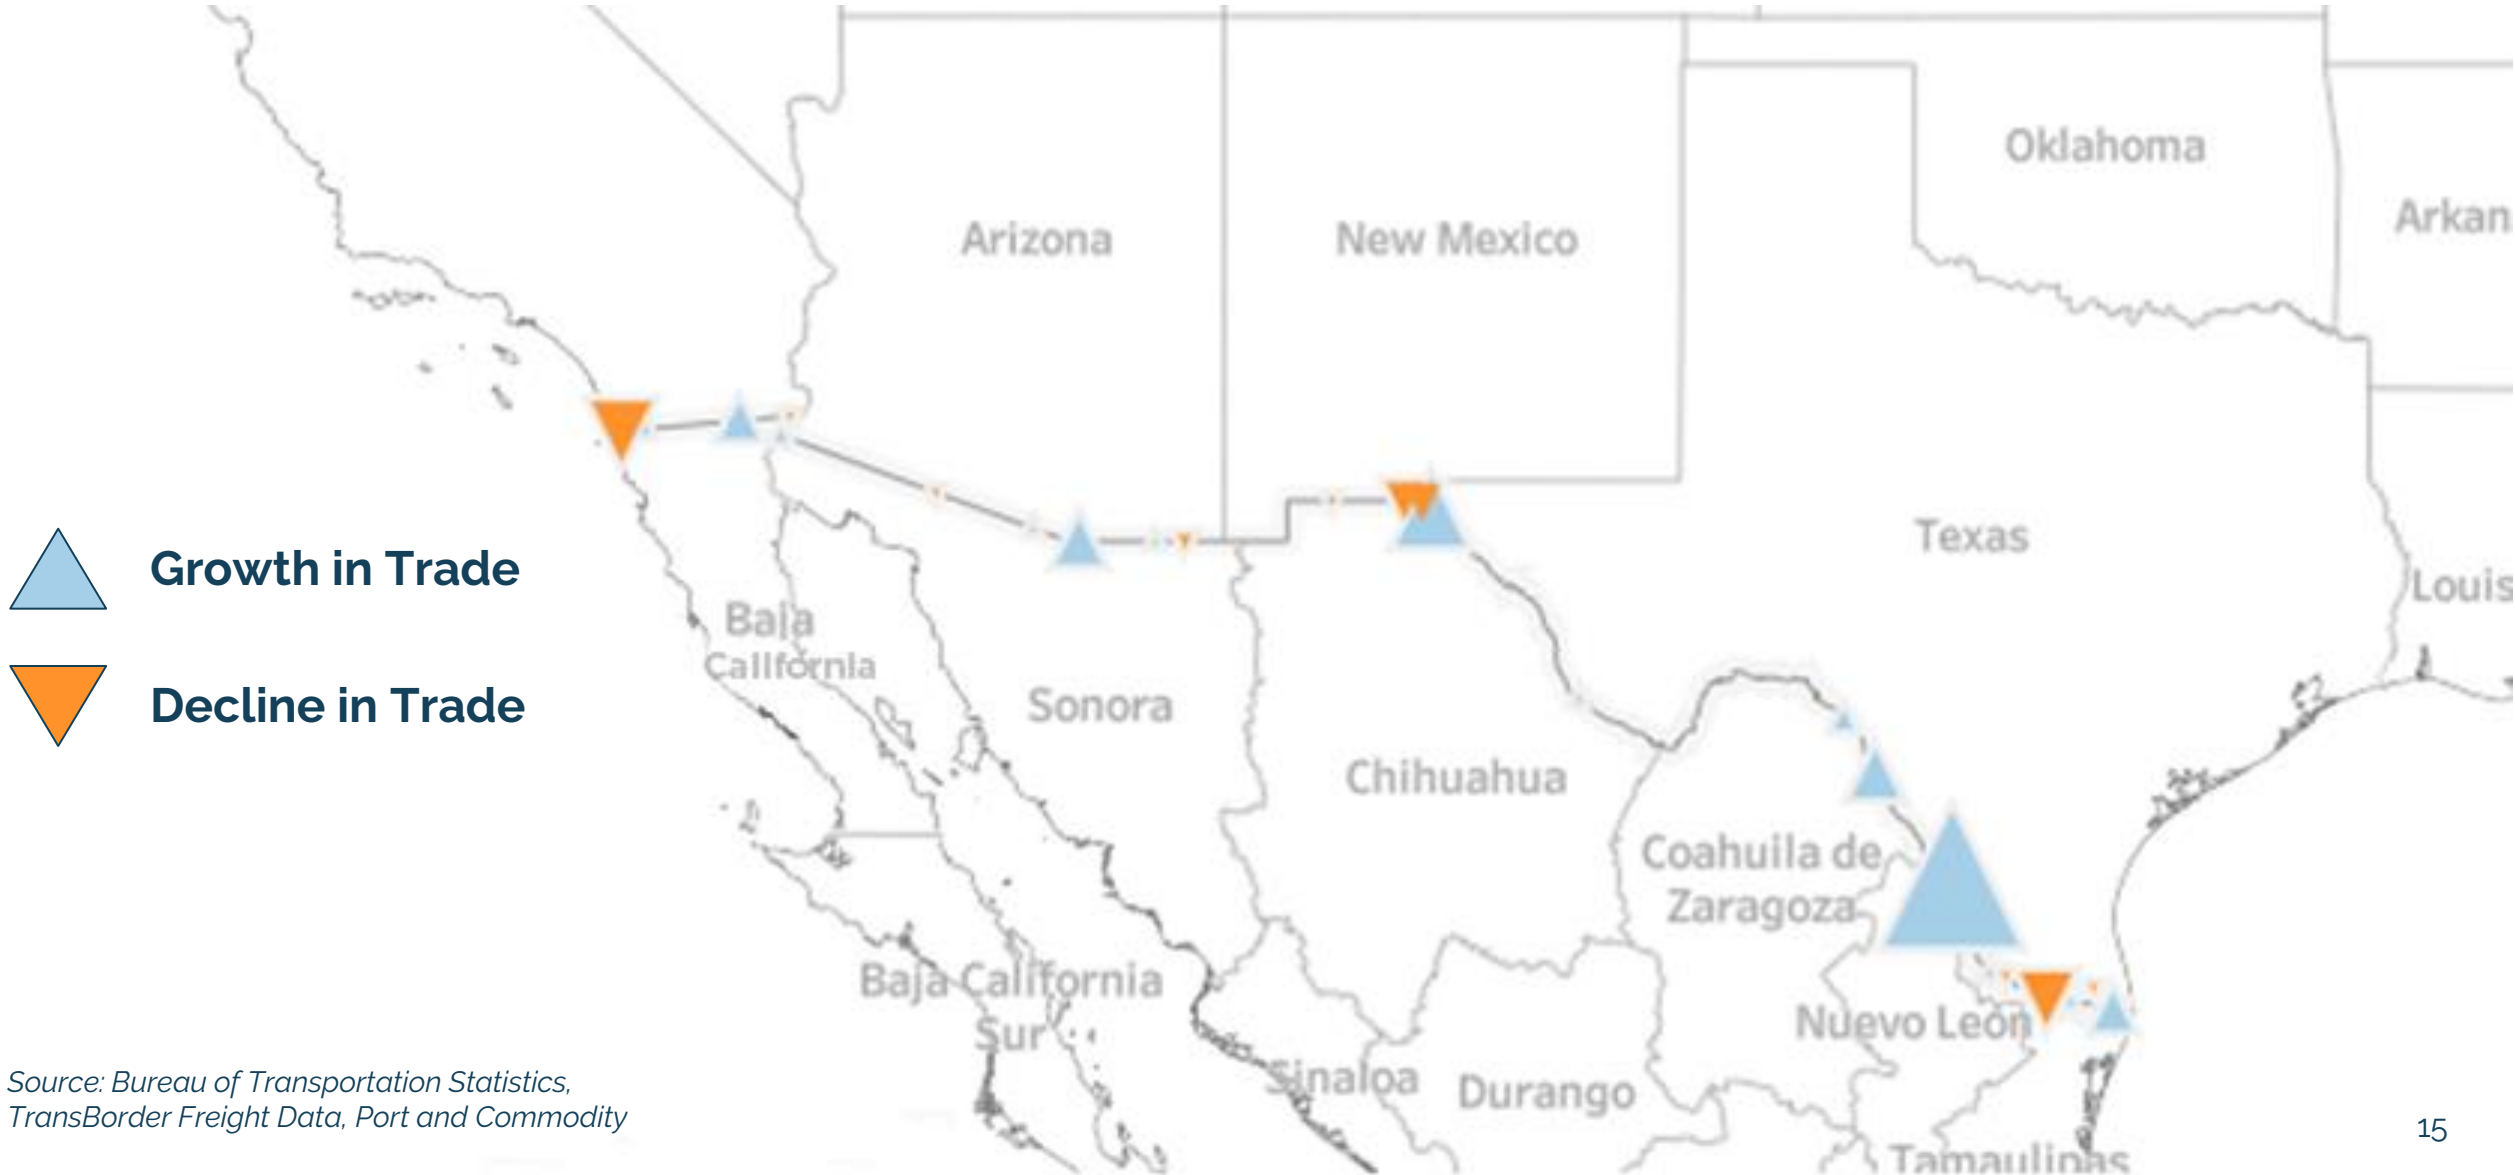 Oklahoma
Arkan
Arizona
New Mexico
Texas
Growth in Trade
Louis
Baja
California
Decline in Trade
Sonora
Chihuahua
Coahuila de
Zaragoza
Baja California
Sur
Nuevo León
Sinaloa
Durango
Source: Bureau of Transportation Statistics,
TransBorder Freight Data, Port and Commodity
15
Tamaulipas